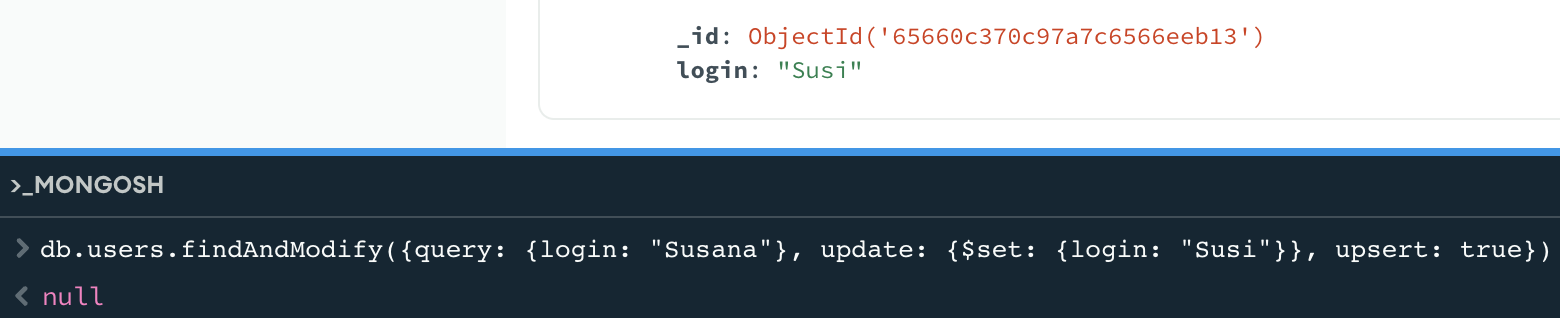 _id: ObjectId('65660c370c97a7c6566eeb13')
login: "Susi"
>_MONGOSH
> db.users.findAndModify({query: {login: "Susana"}, update: {$set: {login: "Susi"}}, upsert: true})
< null